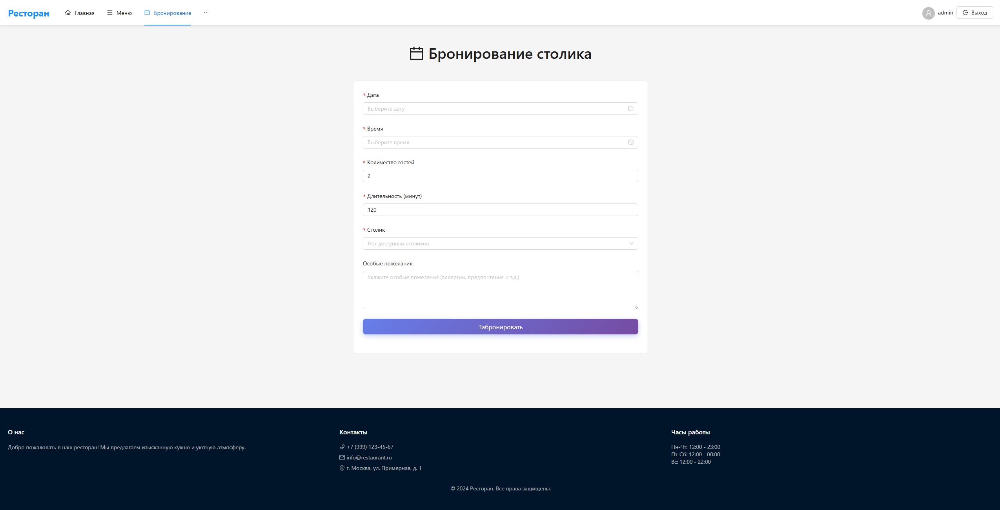 Ресторан
Главная
Меню
Бронирование
···
admin
Выход
Бронирование столика
* Дата
Выберите дату
* Время
Выберите время
* Количество гостей
2
* Длительность (минут)
120
* Столик
Нет доступных столиков
Особые пожелания
Укажите особые пожелания (аллергии, предпочтения и т.д.)
Забронировать
О нас
Добро пожаловать в наш ресторан! Мы предлагаем изысканную кухню и уютную атмосферу.
Контакты
+7 (999) 123-45-67
info@restaurant.ru
г. Москва, ул. Примерная, д. 1
Часы работы
Пн-Чт: 12:00 - 23:00
Пт-Сб: 12:00 - 00:00
Вс: 12:00 - 22:00
© 2024 Ресторан. Все права защищены.